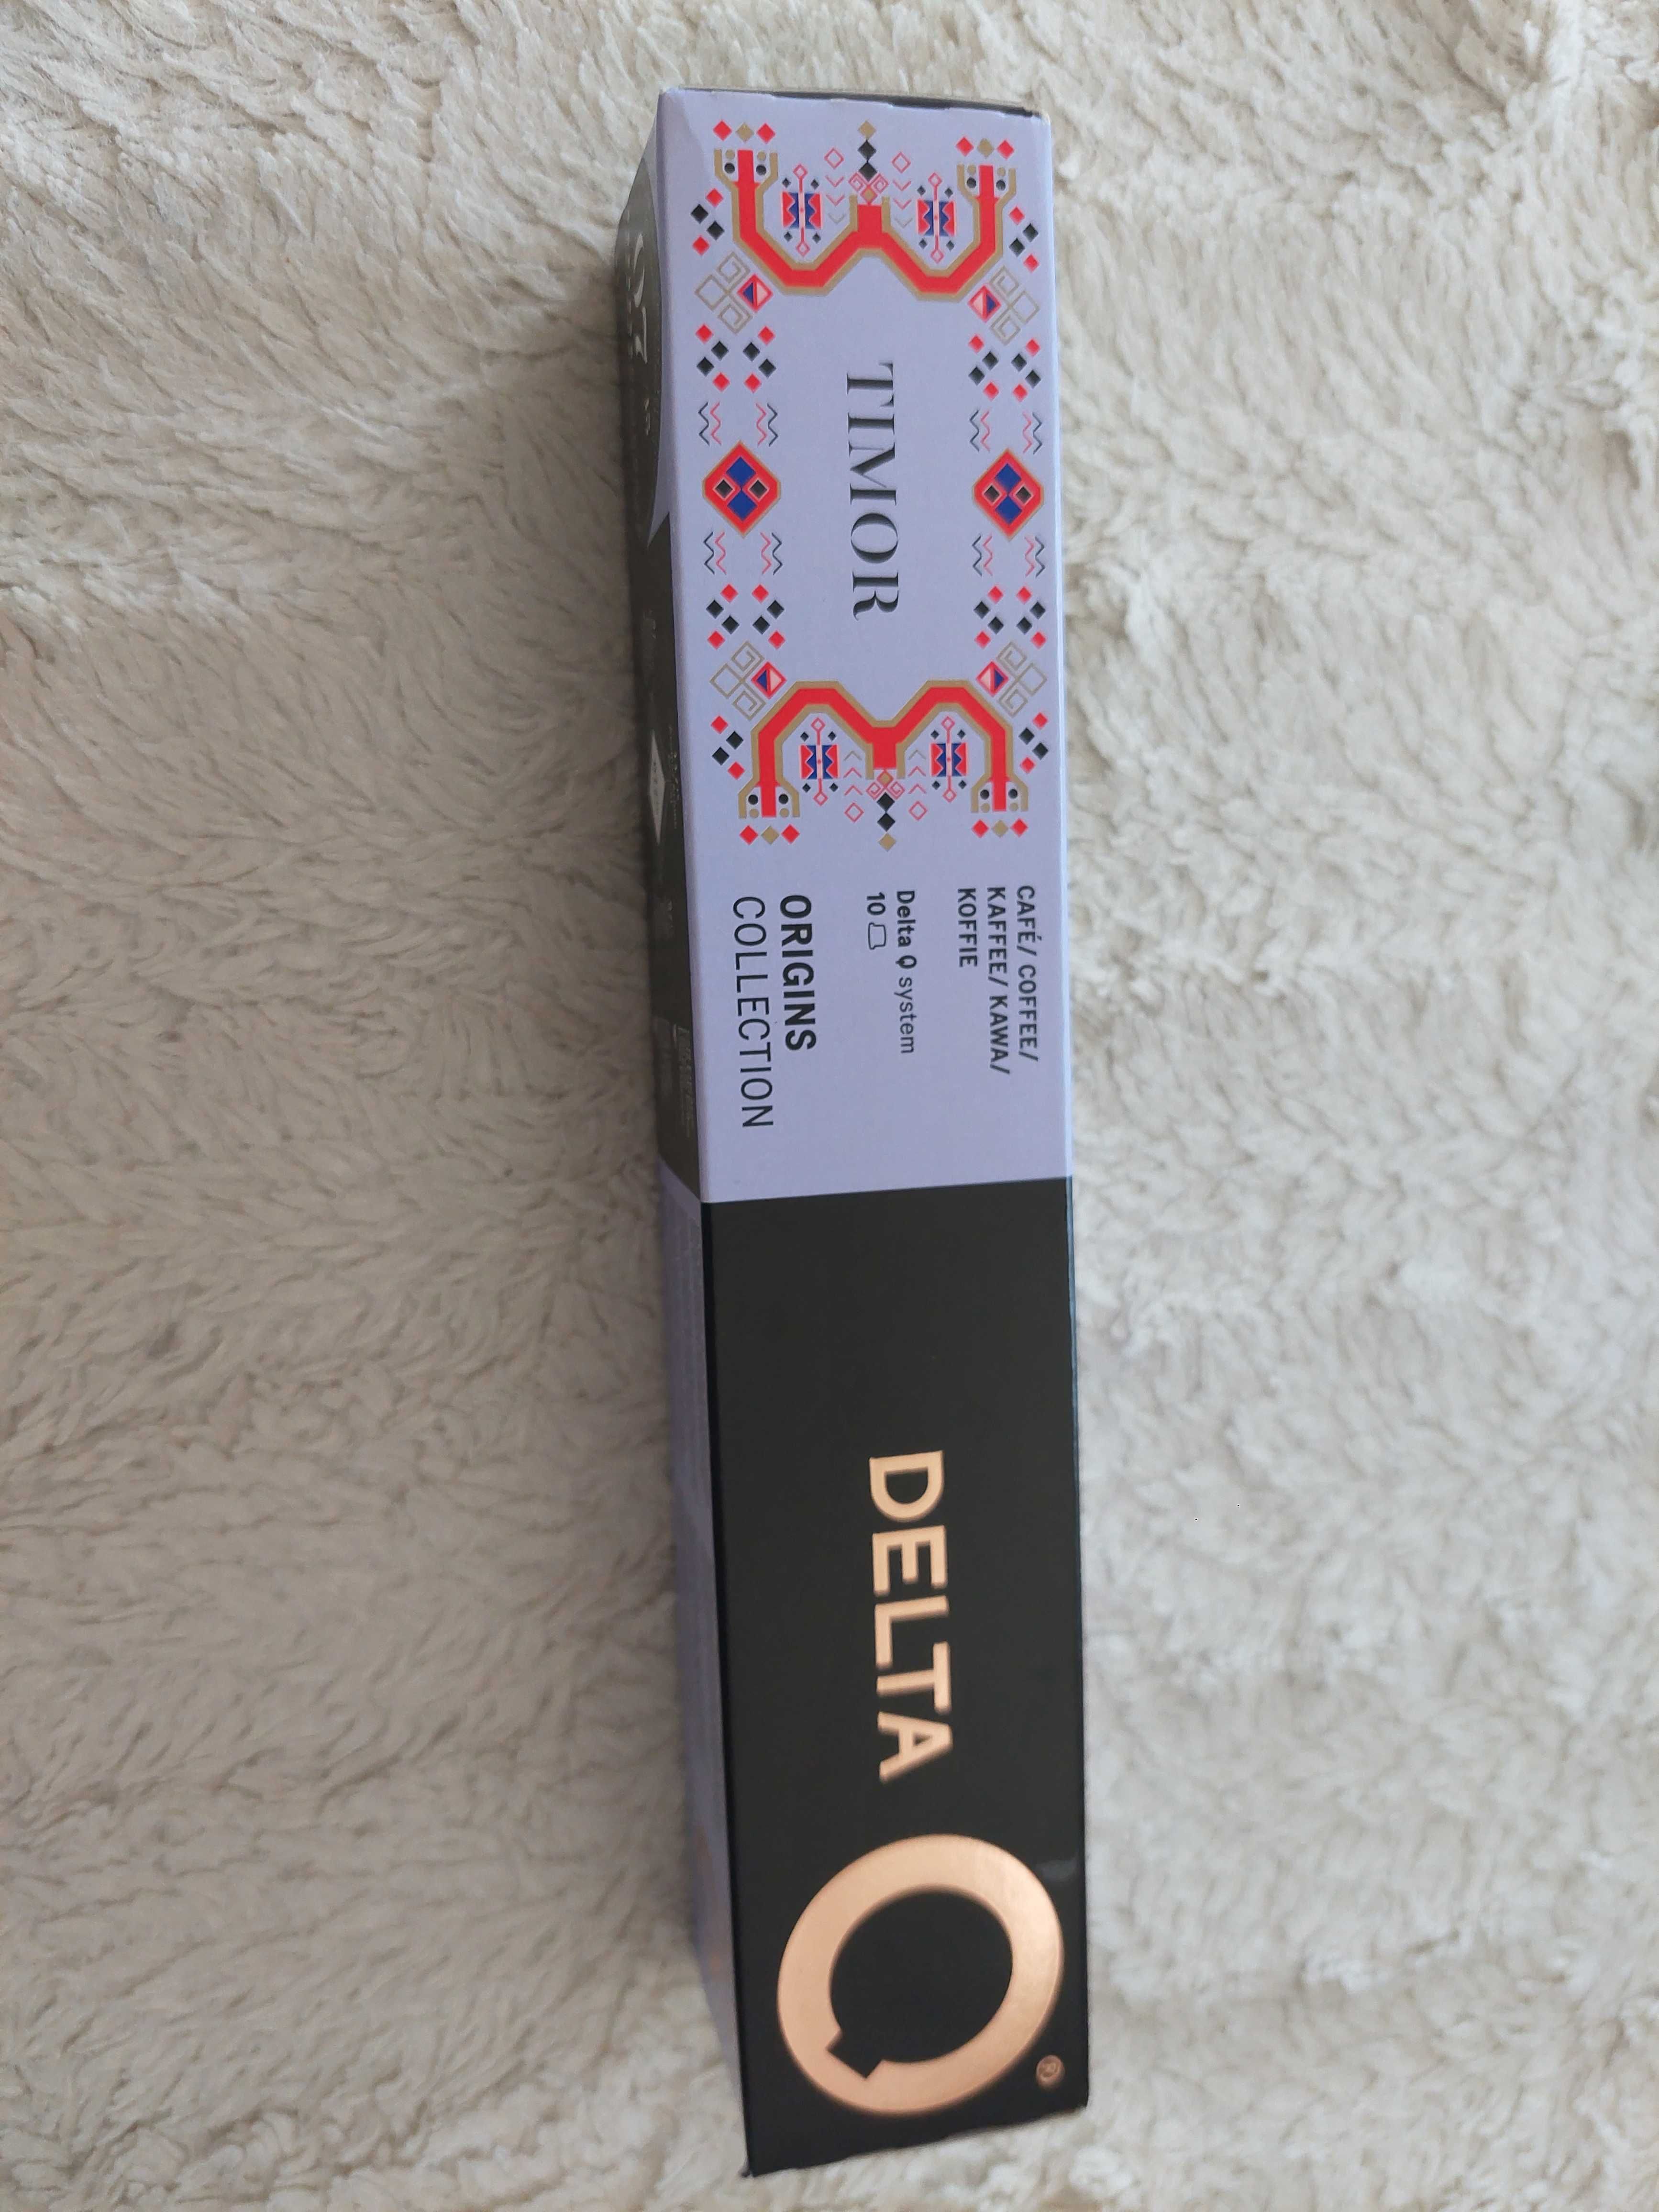 TIMOR
CAFÉ/ COFFEE/
KAFFEE/ KAWA/
KOFFIE
Delta Q system
10
ORIGINS
COLLECTION
DELTA Q®